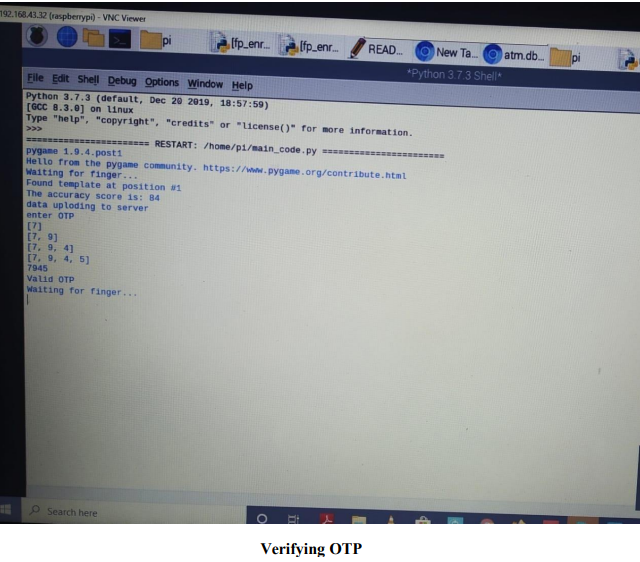 192.168.43.32 (raspberrypi) - VNC Viewer
pi [fp_enr... [fp_enr... READ... New Ta... atm.db... pi
*Python 3.7.3 Shell*
File Edit Shell Debug Options Window Help
Python 3.7.3 (default, Dec 20 2019, 18:57:59)
[GCC 8.3.0] on linux
Type "help", "copyright", "credits" or "license()" for more information.
>>>
======================= RESTART: /home/pi/main_code.py =======================
pygame 1.9.4.post1
Hello from the pygame community. https://www.pygame.org/contribute.html
Waiting for finger...
Found template at position #1
The accuracy score is: 84
data uploding to server
enter OTP
[7]
[7, 9]
[7, 9, 4]
[7, 9, 4, 5]
7945
Valid OTP
Waiting for finger...
Search here
Verifying OTP